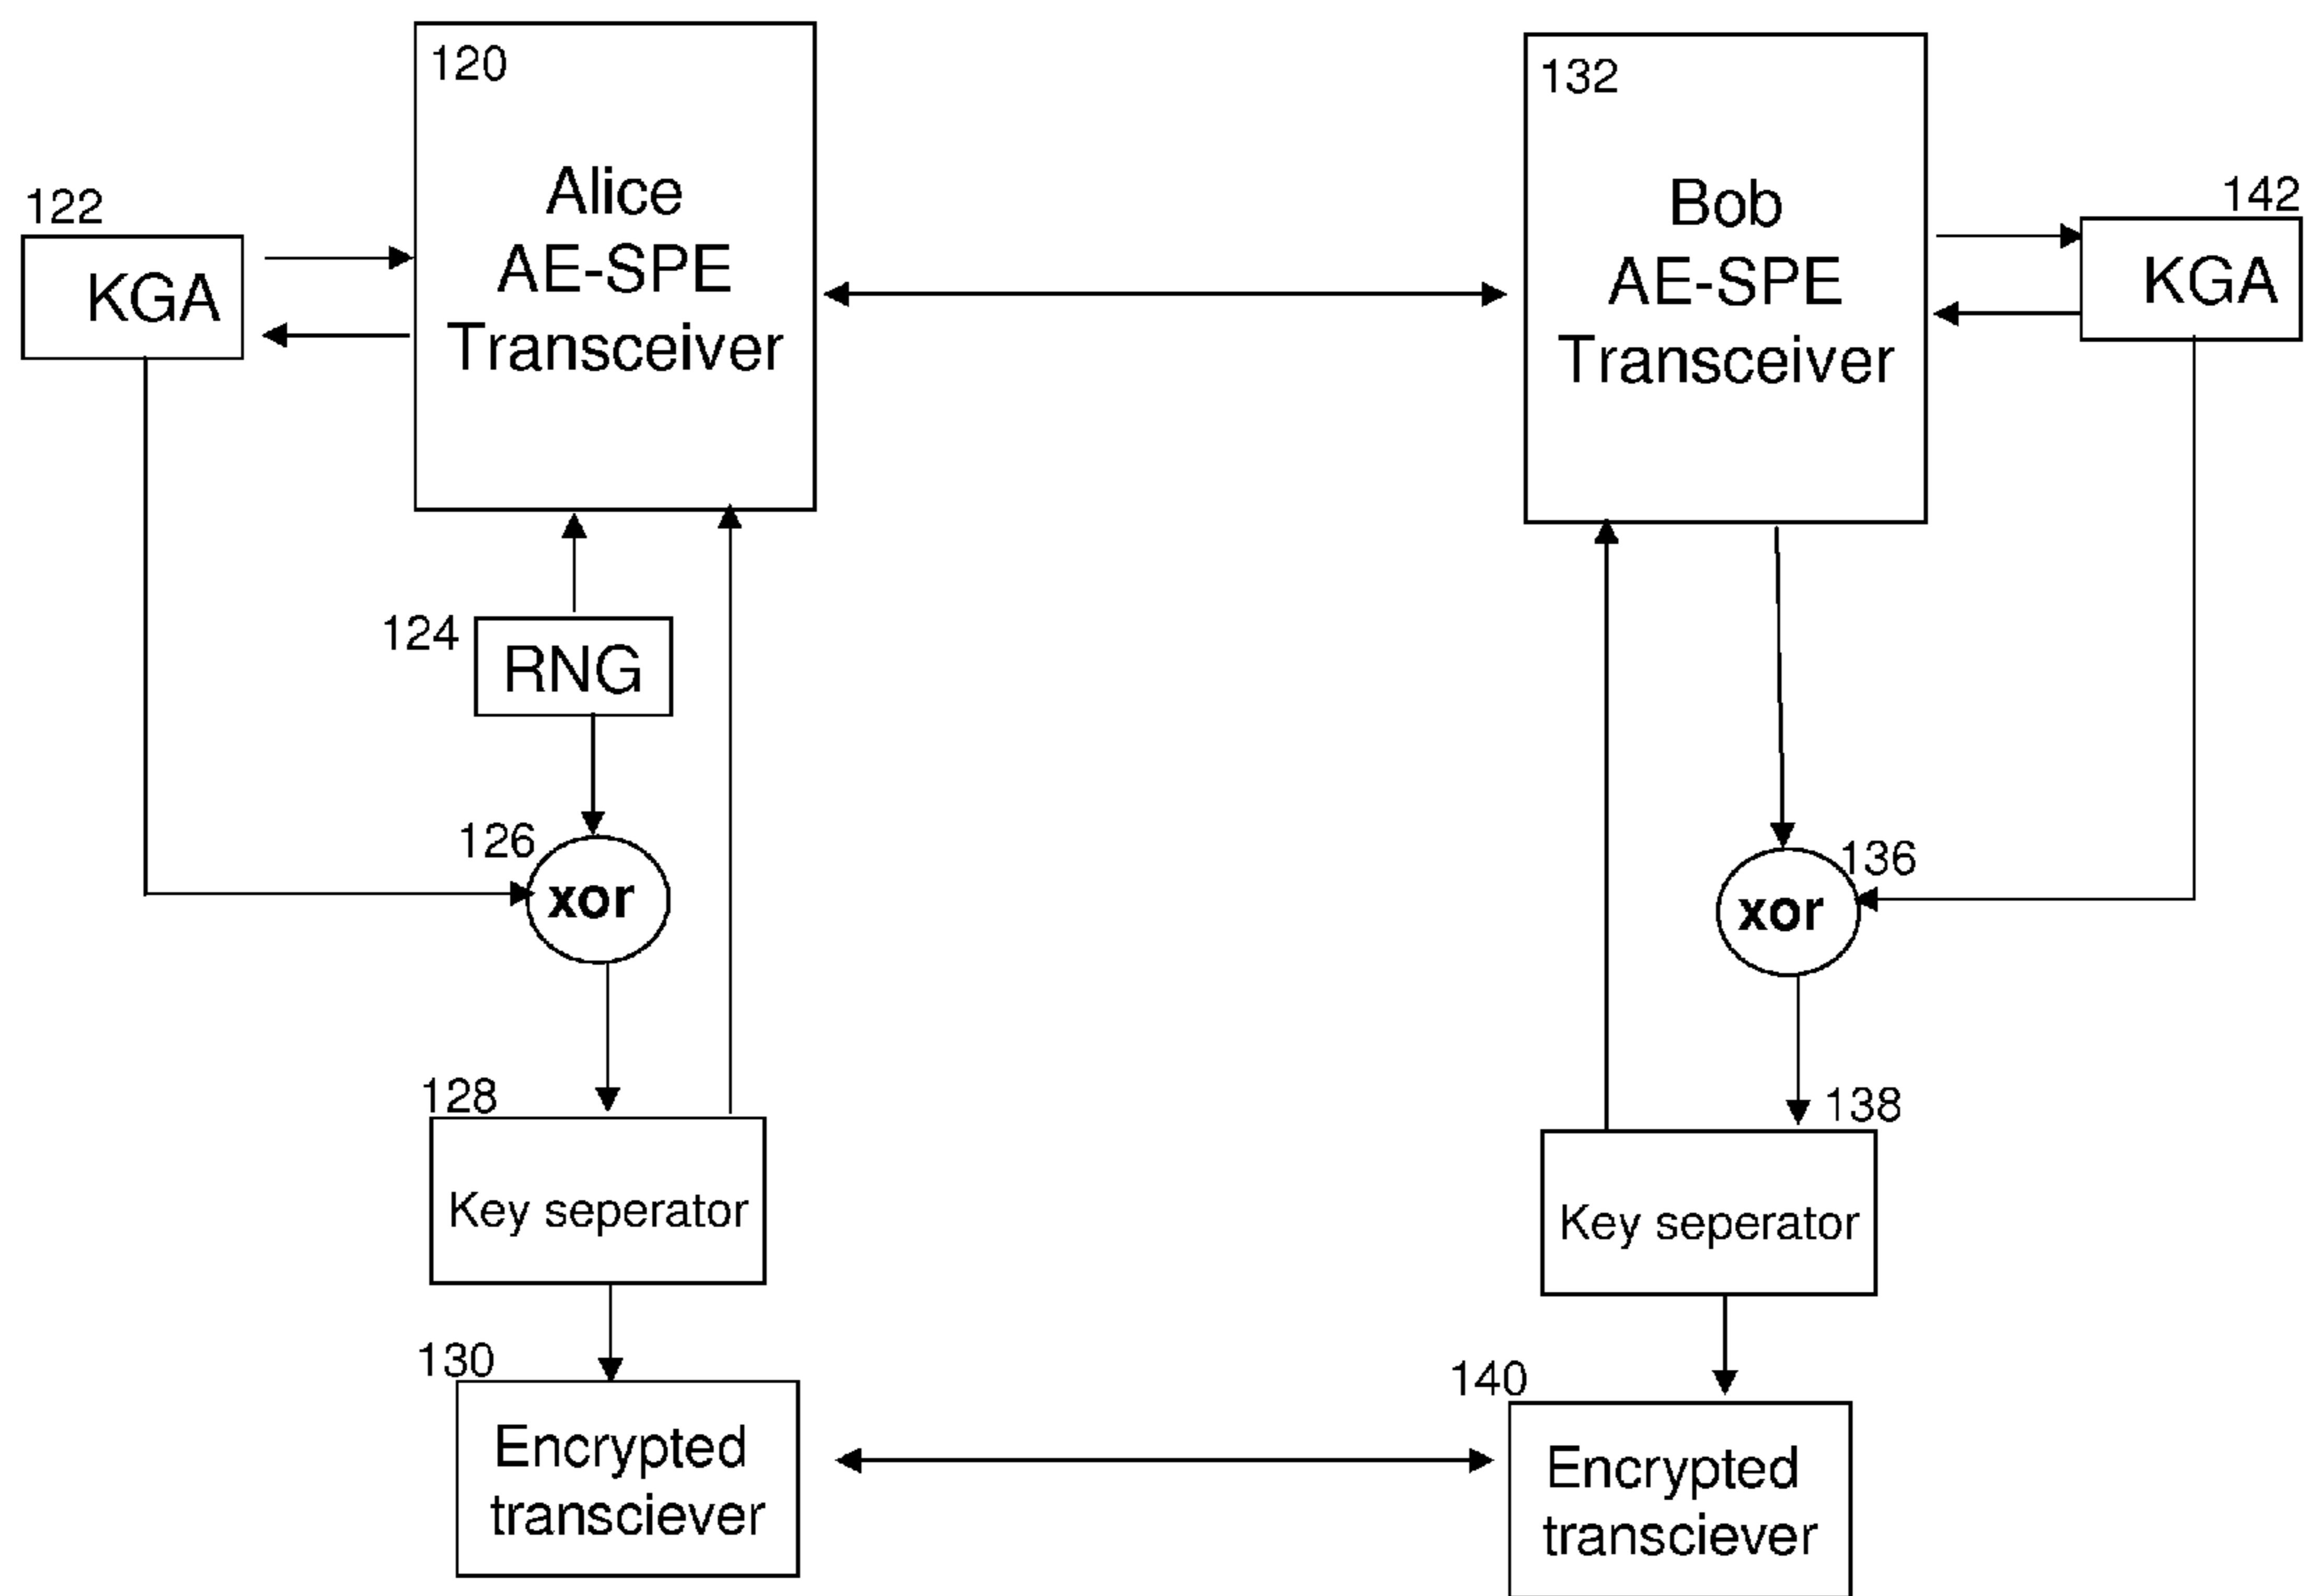 120
Alice
AE-SPE
Transceiver
122
KGA
124
RNG
126
xor
128
Key seperator
130
Encrypted
transciever
132
Bob
AE-SPE
Transceiver
142
KGA
136
xor
138
Key seperator
140
Encrypted
transciever